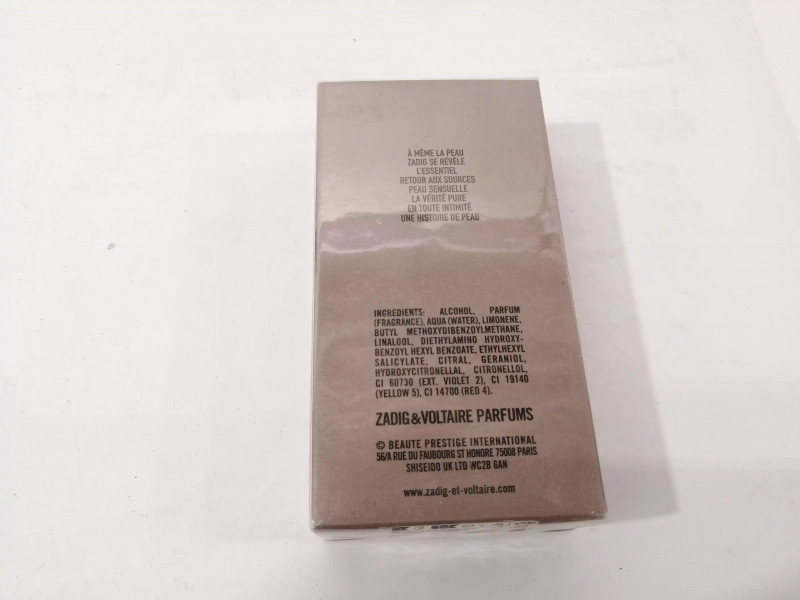 À MÊME LA PEAU
ZADIG SE RÉVÈLE
L'ESSENTIEL
RETOUR AUX SOURCES
PEAU SENSUELLE
LA VÉRITÉ PURE
EN TOUTE INTIMITÉ
UNE HISTOIRE DE PEAU
INGREDIENTS: ALCOHOL, PARFUM
(FRAGRANCE), AQUA (WATER), LIMONENE,
BUTYL METHOXYDIBENZOYLMETHANE,
LINALOOL, DIETHYLAMINO HYDROXY-
BENZOYL HEXYL BENZOATE, ETHYLHEXYL
SALICYLATE, CITRAL, GERANIOL,
HYDROXYCITRONELLAL, CITRONELLOL,
CI 60730 (EXT. VIOLET 2), CI 19140
(YELLOW 5), CI 14700 (RED 4).
ZADIG&VOLTAIRE PARFUMS
© BEAUTE PRESTIGE INTERNATIONAL
56/A RUE DU FAUBOURG ST HONORE 75008 PARIS
SHISEIDO UK LTD WC2B 6AN
www.zadig-et-voltaire.com